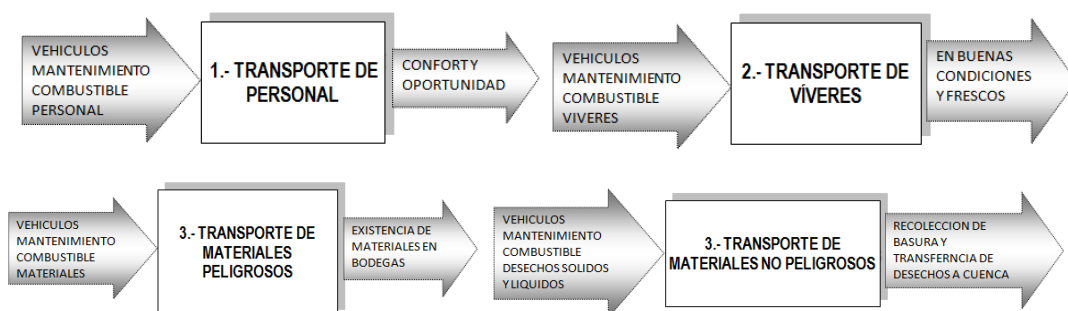 VEHICULOS
MANTENIMIENTO
COMBUSTIBLE
PERSONAL
1.- TRANSPORTE DE
PERSONAL
CONFORT Y
OPORTUNIDAD
VEHICULOS
MANTENIMIENTO
COMBUSTIBLE
VIVERES
2.- TRANSPORTE DE
VÍVERES
EN BUENAS
CONDICIONES
Y FRESCOS
VEHICULOS
MANTENIMIENTO
COMBUSTIBLE
MATERIALES
3.- TRANSPORTE DE
MATERIALES
PELIGROSOS
EXISTENCIA DE
MATERIALES EN
BODEGAS
VEHICULOS
MANTENIMIENTO
COMBUSTIBLE
DESECHOS SOLIDOS
Y LIQUIDOS
3.- TRANSPORTE DE
MATERIALES NO PELIGROSOS
RECOLECCION DE
BASURA Y
TRANSFERNCIA DE
DESECHOS A CUENCA